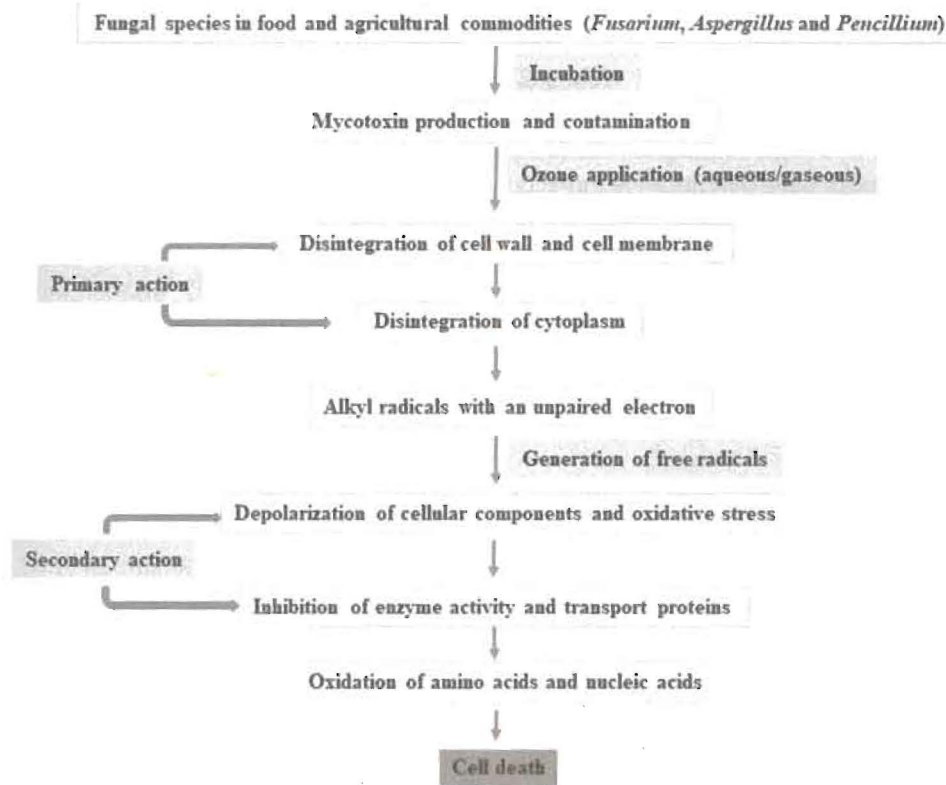 Fungal species in food and agricultural commodities (Fusarium, Aspergillus and Pencillium)
Incubation
Mycotoxin production and contamination
Ozone application (aqueous/gaseous)
Disintegration of cell wall and cell membrane
Primary action
Disintegration of cytoplasm
Alkyl radicals with an unpaired electron
Generation of free radicals
Depolarization of cellular components and oxidative stress
Secondary action
Inhibition of enzyme activity and transport proteins
Oxidation of amino acids and nucleic acids
Cell death